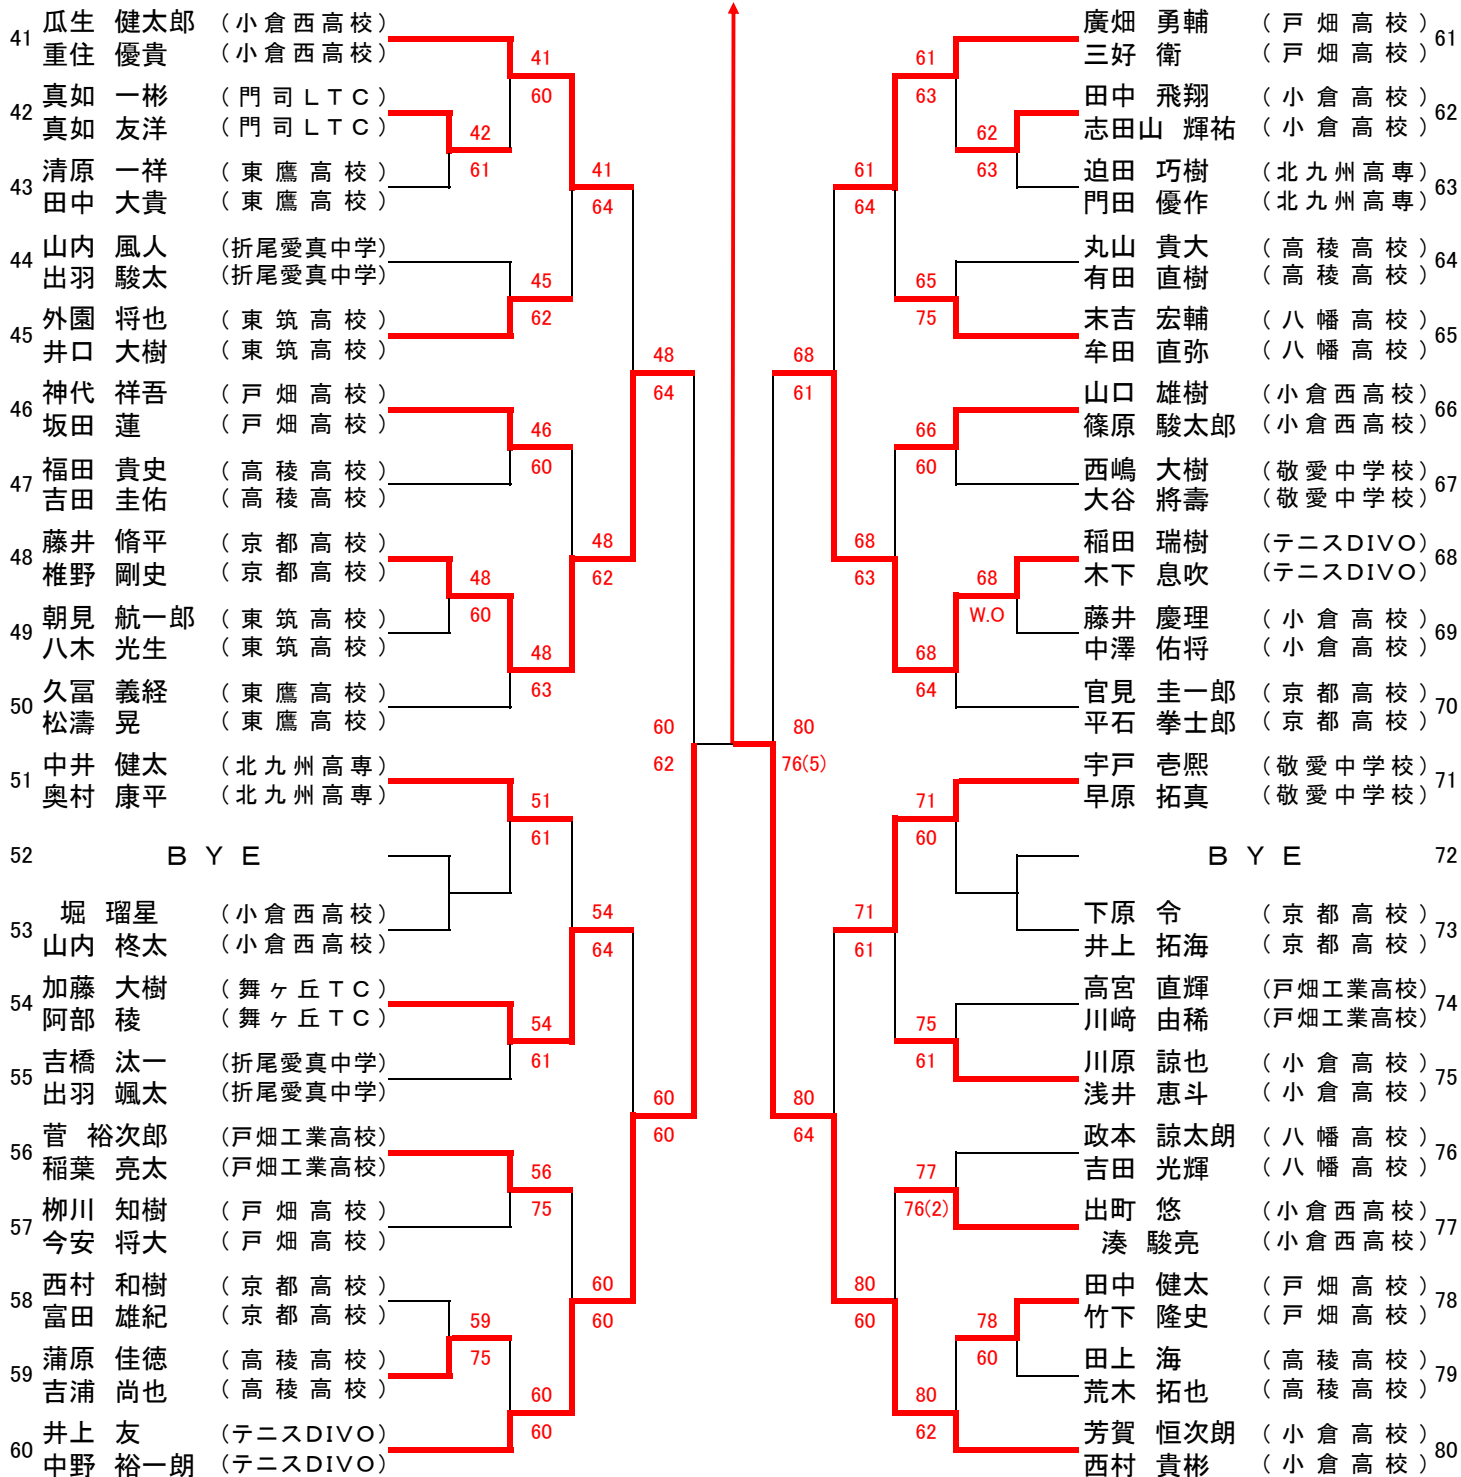 41 瓜生 健太郎 (小倉西高校)
重住 優貴 (小倉西高校)
42 真如 一彬 (門司LTC)
真如 友洋 (門司LTC)
43 清原 一祥 (東鷹高校)
田中 大貴 (東鷹高校)
44 山内 風人 (折尾愛真中学)
出羽 駿太 (折尾愛真中学)
45 外園 将也 (東筑高校)
井口 大樹 (東筑高校)
46 神代 祥吾 (戸畑高校)
坂田 蓮 (戸畑高校)
47 福田 貴史 (高稜高校)
吉田 圭佑 (高稜高校)
48 藤井 脩平 (京都高校)
椎野 剛史 (京都高校)
49 朝見 航一郎 (東筑高校)
八木 光生 (東筑高校)
50 久冨 義経 (東鷹高校)
松濤 晃 (東鷹高校)
51 中井 健太 (北九州高専)
奥村 康平 (北九州高専)
52 BYE
53 堀 瑠星 (小倉西高校)
山内 柊太 (小倉西高校)
54 加藤 大樹 (舞ヶ丘TC)
阿部 稜 (舞ヶ丘TC)
55 吉橋 汰一 (折尾愛真中学)
出羽 颯太 (折尾愛真中学)
56 菅 裕次郎 (戸畑工業高校)
稲葉 亮太 (戸畑工業高校)
57 栁川 知樹 (戸畑高校)
今安 将大 (戸畑高校)
58 西村 和樹 (京都高校)
富田 雄紀 (京都高校)
59 蒲原 佳徳 (高稜高校)
吉浦 尚也 (高稜高校)
60 井上 友 (テニスDIVO)
中野 裕一朗 (テニスDIVO)
42
61
48
60
59
75
41
60
45
62
46
60
48
63
51
61
54
61
56
75
60
60
41
64
48
62
54
64
60
60
48
64
60
60
60
62
80
76(5)
68
61
80
64
61
64
68
63
71
61
80
60
61
63
65
75
66
60
68
64
71
60
75
61
77
76(2)
80
62
62
63
68
W.O
78
60
廣畑 勇輔 (戸畑高校) 61
三好 衛 (戸畑高校)
田中 飛翔 (小倉高校) 62
志田山 輝祐 (小倉高校)
迫田 巧樹 (北九州高専) 63
門田 優作 (北九州高専)
丸山 貴大 (高稜高校) 64
有田 直樹 (高稜高校)
末吉 宏輔 (八幡高校) 65
牟田 直弥 (八幡高校)
山口 雄樹 (小倉西高校) 66
篠原 駿太郎 (小倉西高校)
西嶋 大樹 (敬愛中学校) 67
大谷 將壽 (敬愛中学校)
稲田 瑞樹 (テニスDIVO) 68
木下 息吹 (テニスDIVO)
藤井 慶理 (小倉高校) 69
中澤 佑将 (小倉高校)
官見 圭一郎 (京都高校) 70
平石 拳士郎 (京都高校)
宇戸 壱熙 (敬愛中学校) 71
早原 拓真 (敬愛中学校)
BYE 72
下原 令 (京都高校) 73
井上 拓海 (京都高校)
高宮 直輝 (戸畑工業高校) 74
川﨑 由稀 (戸畑工業高校)
川原 諒也 (小倉高校) 75
浅井 恵斗 (小倉高校)
政本 諒太朗 (八幡高校) 76
吉田 光輝 (八幡高校)
出町 悠 (小倉西高校) 77
湊 駿亮 (小倉西高校)
田中 健太 (戸畑高校) 78
竹下 隆史 (戸畑高校)
田上 海 (高稜高校) 79
荒木 拓也 (高稜高校)
芳賀 恒次朗 (小倉高校) 80
西村 貴彬 (小倉高校)